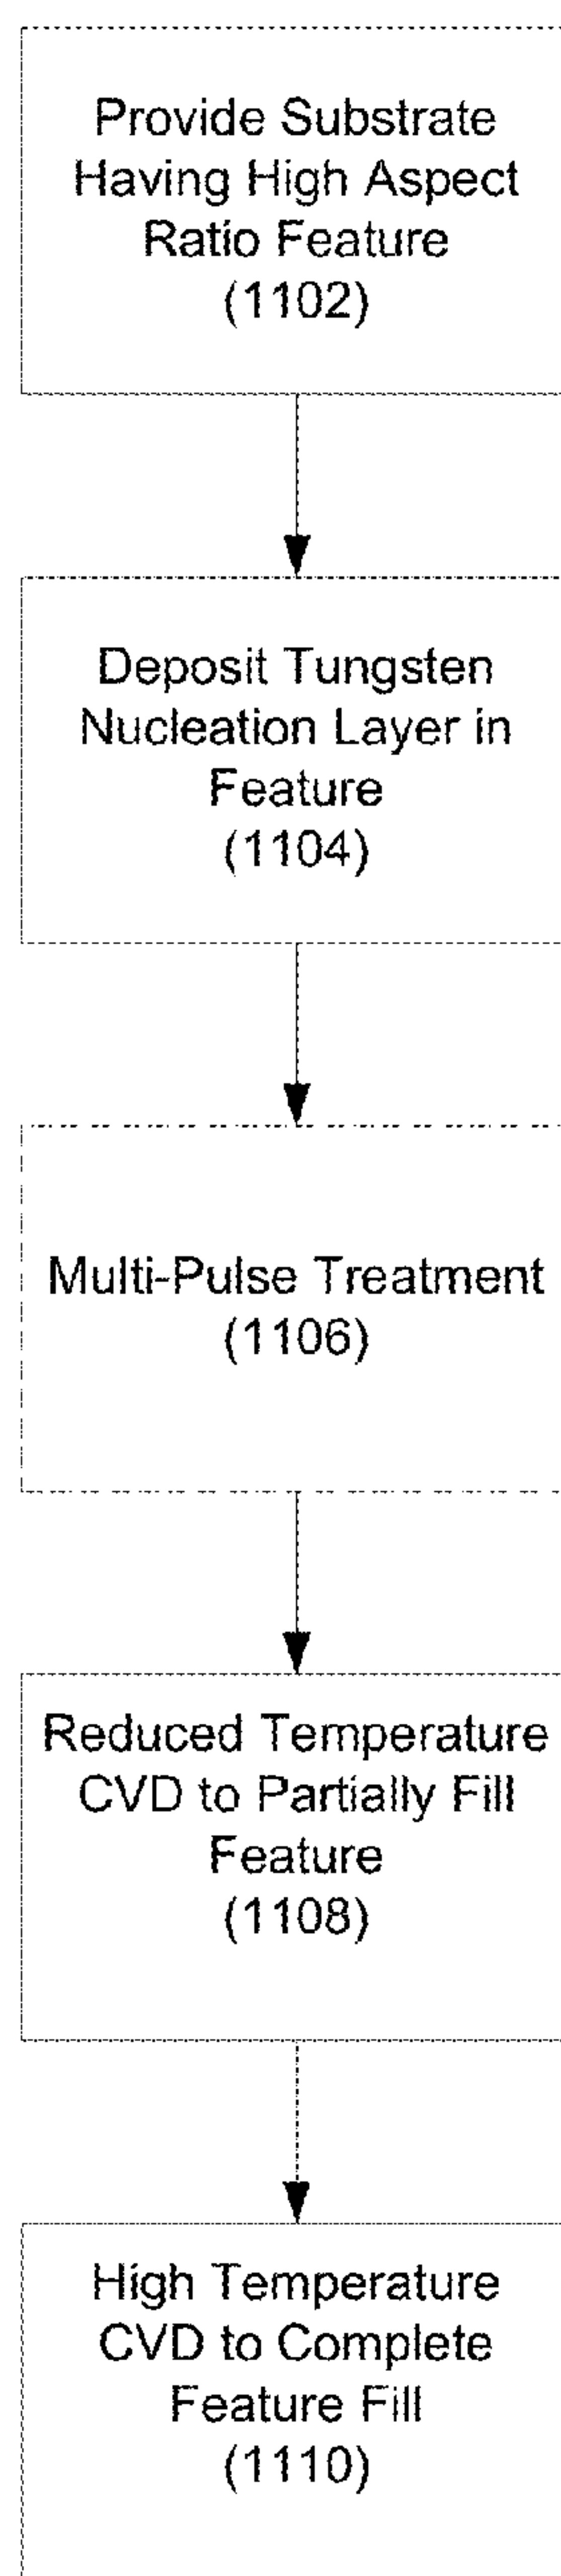 Provide Substrate
Having High Aspect
Ratio Feature
(1102)
Deposit Tungsten
Nucleation Layer in
Feature
(1104)
Multi-Pulse Treatment
(1106)
Reduced Temperature
CVD to Partially Fill
Feature
(1108)
High Temperature
CVD to Complete
Feature Fill
(1110)